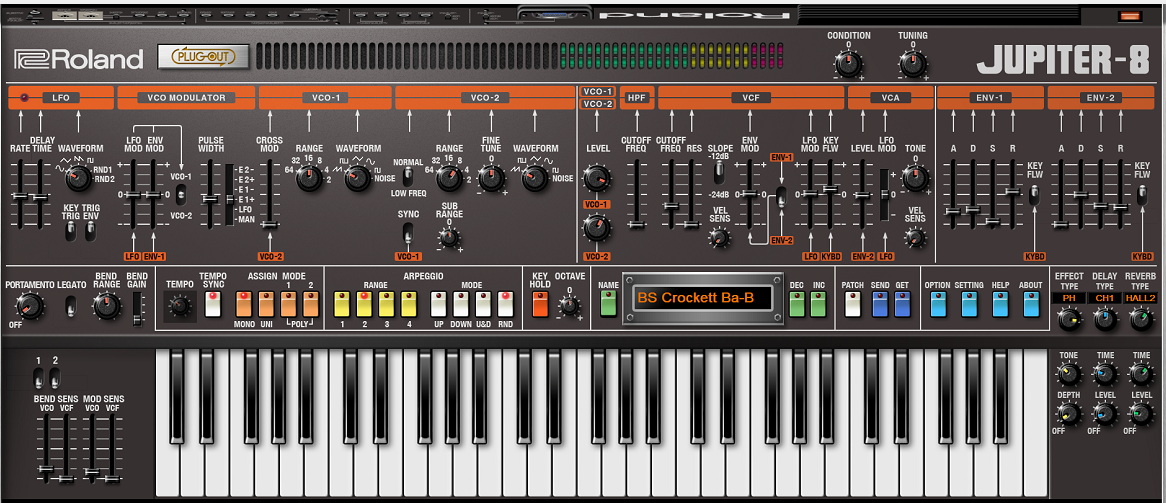 Roland
Roland
PLUG-OUT
CONDITION
0
- +
TUNING
0
- +
JUPITER-8
LFO
VCO MODULATOR
VCO-1
VCO-2
VCO-1
VCO-2
HPF
VCF
VCA
ENV-1
ENV-2
RATE
DELAY TIME
WAVEFORM
RND1
RND2
KEY TRIG
TRIG ENV
LFO MOD
ENV MOD
VCO-1
VCO-2
LFO
ENV-1
PULSE WIDTH
E 2-
E 2+
E 1-
E 1+
LFO
MAN
CROSS MOD
VCO-2
RANGE
64 32 16 8 4 2
WAVEFORM
NOISE
NORMAL
LOW FREQ
SYNC
VCO-1
RANGE
64 32 16 8 4 2
SUB RANGE
0
- +
FINE TUNE
0
- +
WAVEFORM
NOISE
LEVEL
VCO-1
VCO-2
CUTOFF FREQ
CUTOFF FREQ
RES
SLOPE
-12dB
-24dB
VEL SENS
ENV MOD
ENV-1
ENV-2
LFO MOD
KEY FLW
LFO
KYBD
LEVEL
LFO MOD
ENV-2
LFO
TONE
0
- +
VEL SENS
A D S R
KEY FLW
KYBD
A D S R
KEY FLW
KYBD
PORTAMENTO
OFF
LEGATO
BEND RANGE
BEND GAIN
TEMPO
TEMPO SYNC
ASSIGN MODE
1 2
MONO UNI POLY
ARPEGGIO
RANGE
1 2 3 4
MODE
UP DOWN U&D RND
KEY HOLD
OCTAVE
0
- +
NAME
BS Crockett Ba-B
DEC INC
PATCH SEND GET
OPTION SETTING HELP ABOUT
EFFECT TYPE
PH
DELAY TYPE
CH1
REVERB TYPE
HALL2
1 2
BEND SENS
VCO VCF
MOD SENS
VCO VCF
TONE TIME TIME
DEPTH LEVEL LEVEL
OFF OFF OFF